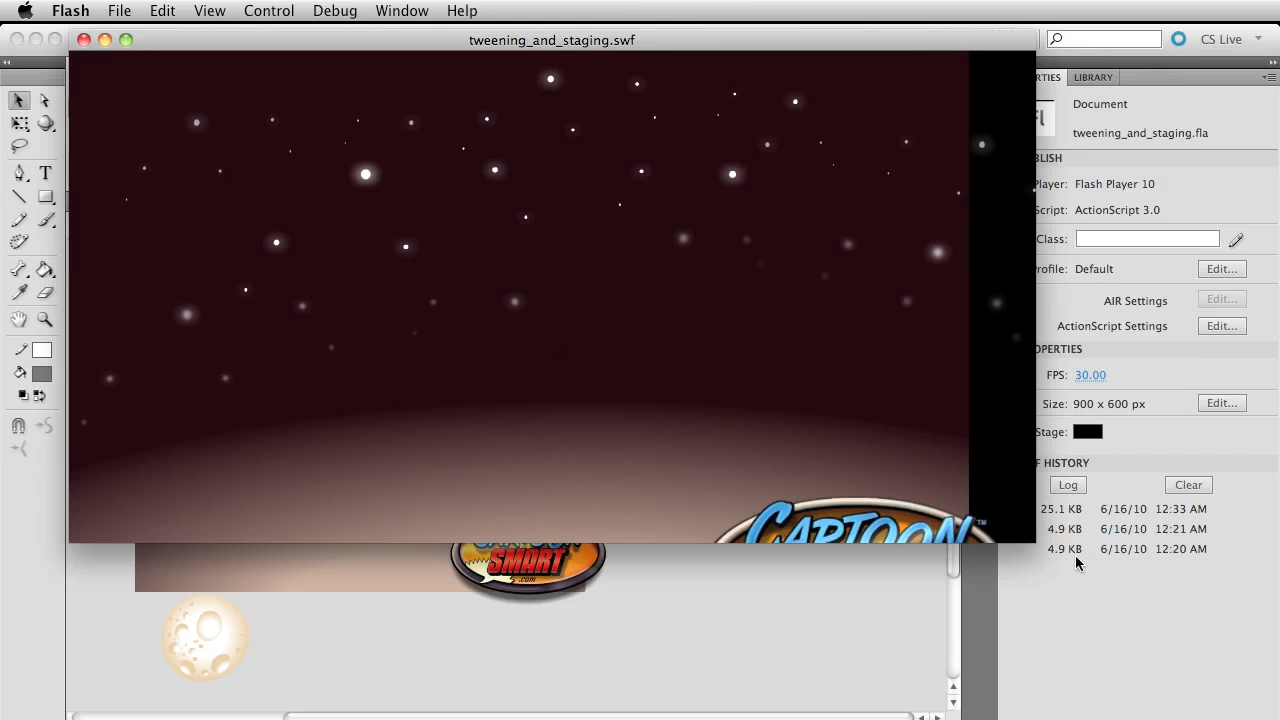 Flash File Edit View Control Debug Window Help
tweening_and_staging.swf
CS Live
RTIES LIBRARY
Document
Fl
tweening_and_staging.fla
BLISH
Player: Flash Player 10
Script: ActionScript 3.0
Class:
rofile: Default Edit...
AIR Settings Edit...
ActionScript Settings Edit...
OPERTIES
FPS: 30.00
Size: 900 x 600 px Edit...
Stage:
F HISTORY
Log Clear
25.1 KB 6/16/10 12:33 AM
4.9 KB 6/16/10 12:21 AM
4.9 KB 6/16/10 12:20 AM
CARTOON™
CARTOON
SMART
.com
T